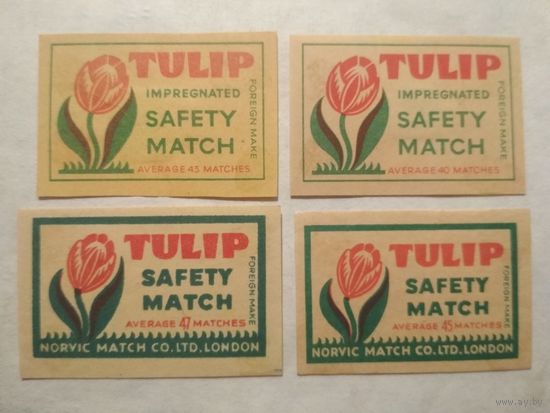 TULIP
IMPREGNATED
SAFETY
MATCH
AVERAGE 45 MATCHES
FOREIGN MAKE
TULIP
IMPREGNATED
SAFETY
MATCH
AVERAGE 40 MATCHES
FOREIGN MAKE
TULIP
SAFETY
MATCH
AVERAGE 47 MATCHES
FOREIGN MAKE
NORVIC MATCH CO. LTD. LONDON
TULIP
SAFETY
MATCH
AVERAGE 45 MATCHES
FOREIGN MAKE
NORVIC MATCH CO. LTD. LONDON
www.ay.by